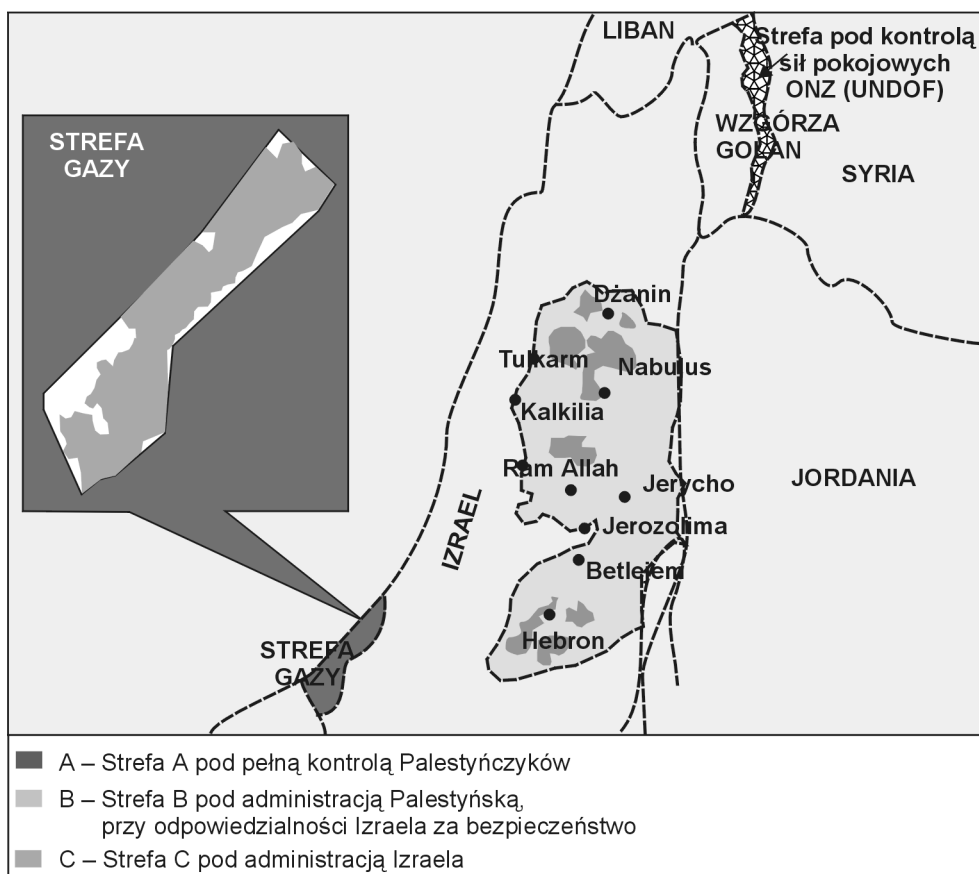 LIBAN
Strefa pod kontrolą
sił pokojowych
ONZ (UNDOF)
WZGÓRZA
GOLAN
SYRIA
STREFA
GAZY
Dżanin
Tulkarm
Nabulus
Kalkilia
Ram Allah
Jerycho
JORDANIA
IZRAEL
Jerozolima
Betlejem
Hebron
STREFA
GAZY
A – Strefa A pod pełną kontrolą Palestyńczyków
B – Strefa B pod administracją Palestyńską,
przy odpowiedzialności Izraela za bezpieczeństwo
C – Strefa C pod administracją Izraela